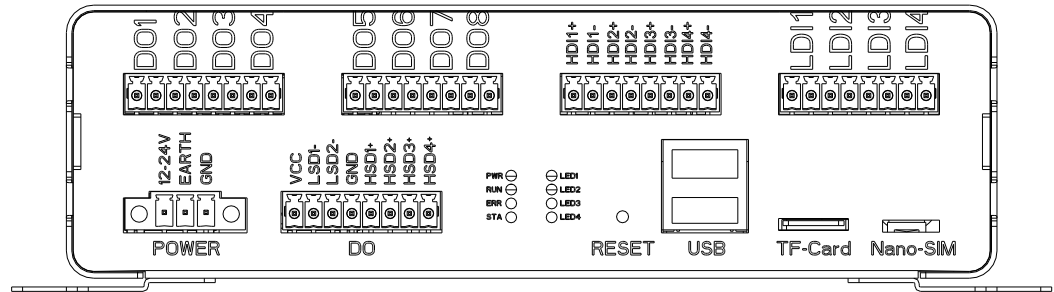 DO1 DO2 DO3 DO4
DO5 DO6 DO7 DO8
HDI1+ HDI1- HDI2+ HDI2- HDI3+ HDI3- HDI4+ HDI4-
LDI1 LDI2 LDI3 LDI4
12-24V EARTH GND
POWER
VCC LSD1- LSD2- GND HSD1+ HSD2+ HSD3+ HSD4+
DO
PWR LED1
RUN LED2
ERR LED3
STA LED4
RESET
USB
TF-Card
Nano-SIM